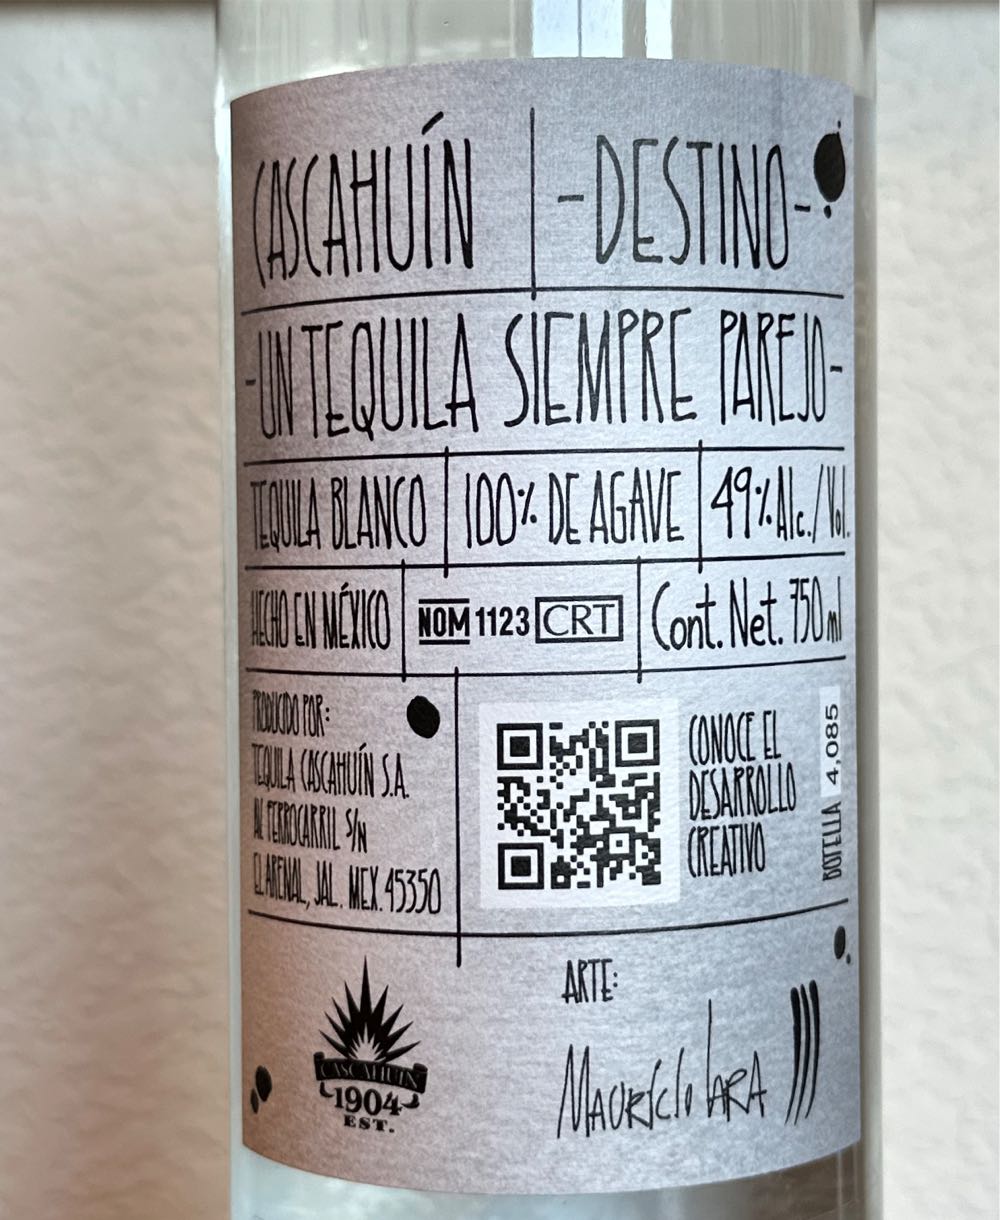 CASCAHUÍN -DESTINO-
-UN TEQUILA SIEMPRE PAREJO-
TEQUILA BLANCO 100% DE AGAVE 49% Alc./Vol.
HECHO EN MÉXICO NOM 1123 CRT Cont. Net. 750 ml
PRODUCIDO POR:
TEQUILA CASCAHUÍN S.A.
AV. FERROCARRIL S/N
EL ARENAL, JAL. MEX. 45350
CONOCE EL
DESARROLLO
CREATIVO
BOTELLA 4,085
CASCAHUIN
1904
EST.
ARTE:
MAURICIO LARA